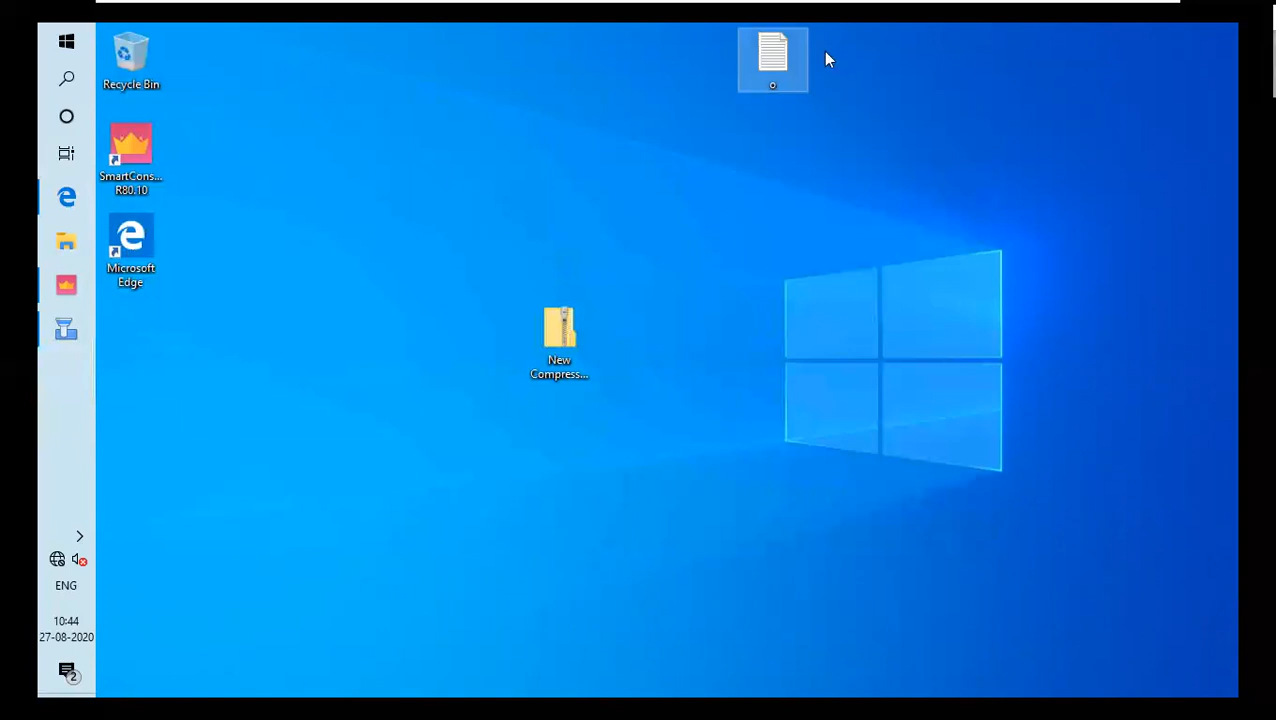 Recycle Bin
SmartCons...
R80.10
Microsoft
Edge
o
New
Compress...
ENG
10:44
27-08-2020
2